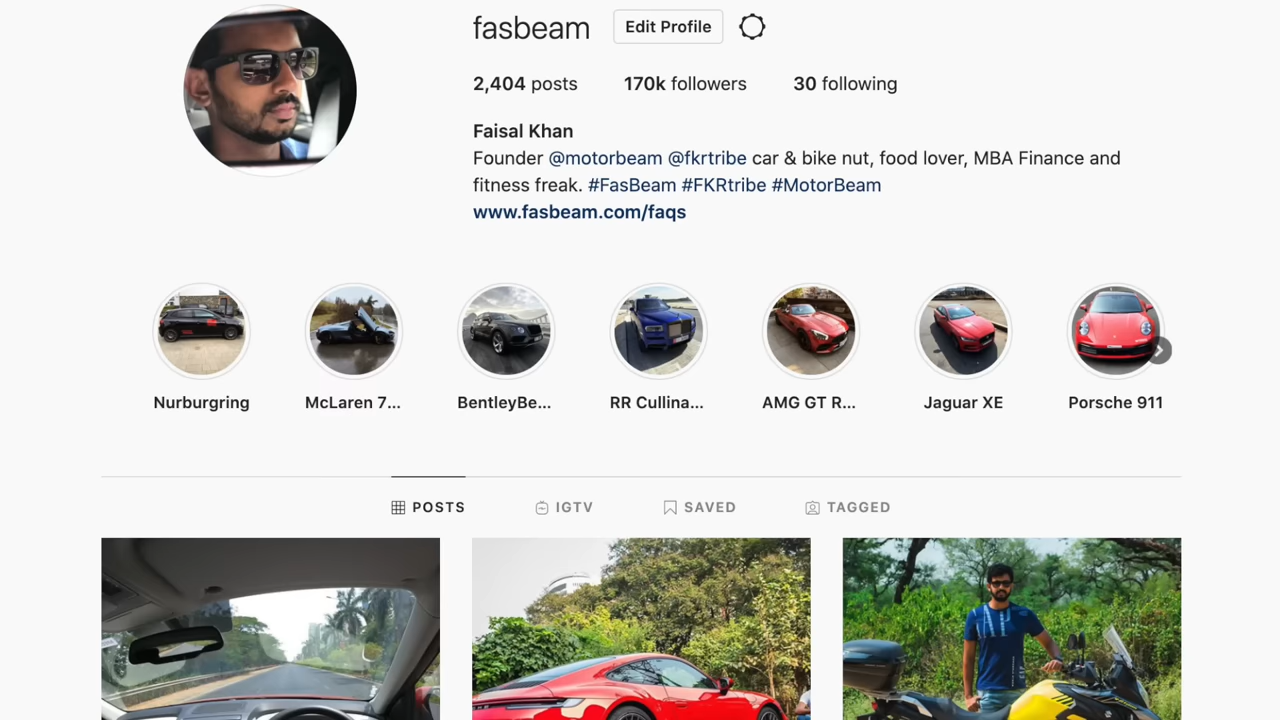 fasbeam Edit Profile
2,404 posts 170k followers 30 following
Faisal Khan
Founder @motorbeam @fkrtribe car & bike nut, food lover, MBA Finance and
fitness freak. #FasBeam #FKRtribe #MotorBeam
www.fasbeam.com/faqs
Nurburgring McLaren 7... BentleyBe... RR Cullina... AMG GT R... Jaguar XE Porsche 911
POSTS IGTV SAVED TAGGED